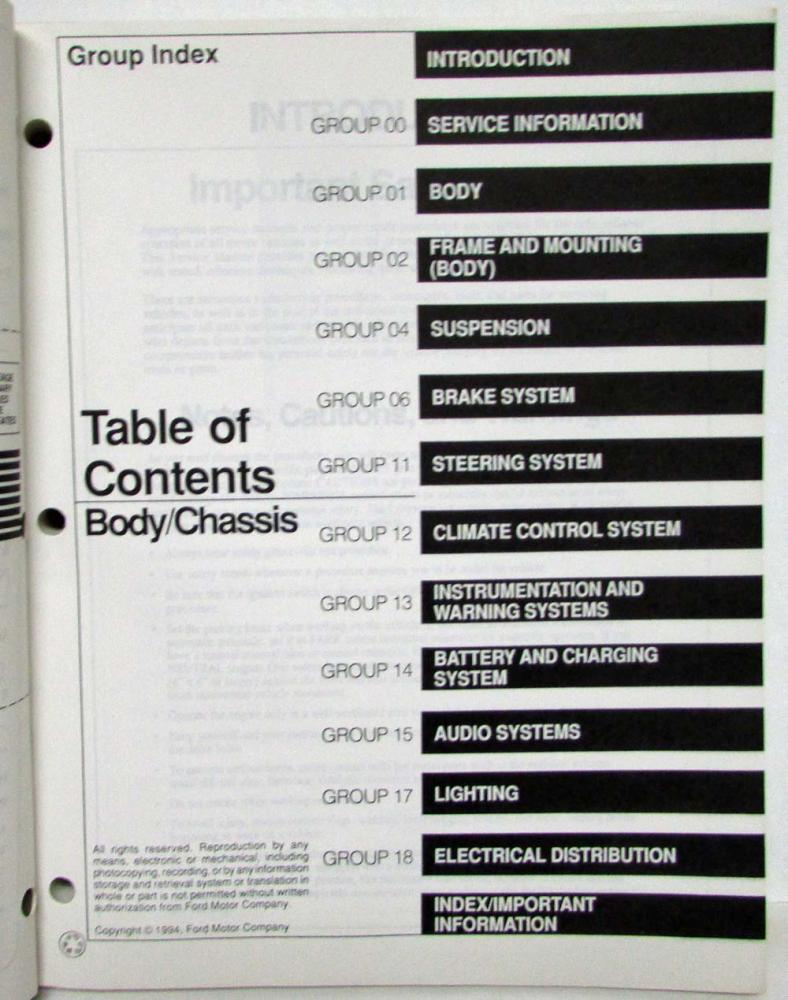 Group Index
INTRODUCTION
GROUP 00 SERVICE INFORMATION
GROUP 01 BODY
GROUP 02 FRAME AND MOUNTING
(BODY)
GROUP 04 SUSPENSION
GROUP 06 BRAKE SYSTEM
Table of
Contents
Body/Chassis
GROUP 11 STEERING SYSTEM
GROUP 12 CLIMATE CONTROL SYSTEM
GROUP 13 INSTRUMENTATION AND
WARNING SYSTEMS
GROUP 14 BATTERY AND CHARGING
SYSTEM
GROUP 15 AUDIO SYSTEMS
GROUP 17 LIGHTING
GROUP 18 ELECTRICAL DISTRIBUTION
INDEX/IMPORTANT
INFORMATION
All rights reserved. Reproduction by any
means, electronic or mechanical, including
photocopying, recording, or by any information
storage and retrieval system or translation in
whole or part is not permitted without written
authorization from Ford Motor Company.
Copyright © 1994, Ford Motor Company